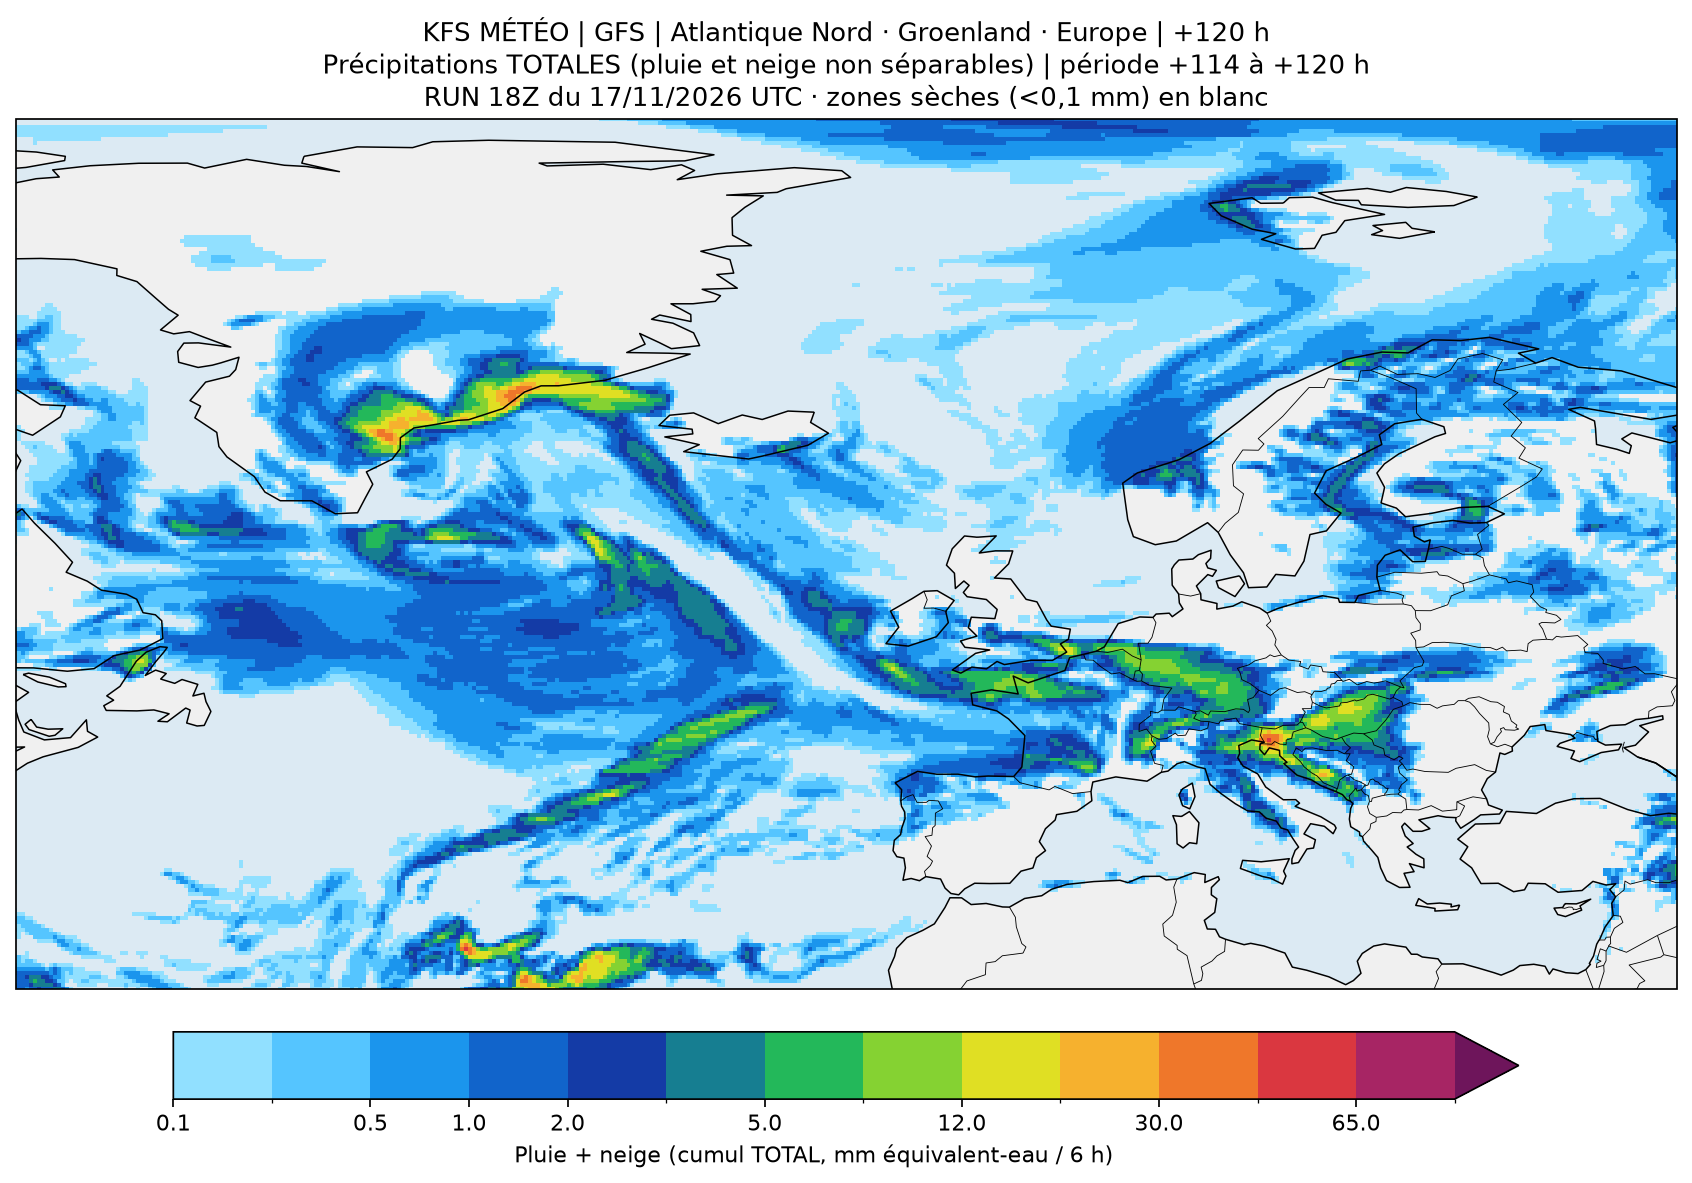 KFS MÉTÉO | GFS | Atlantique Nord · Groenland · Europe | +120 h
Précipitations TOTALES (pluie et neige non séparables) | période +114 à +120 h
RUN 18Z du 17/11/2026 UTC · zones sèches (<0,1 mm) en blanc
0.1 0.5 1.0 2.0 5.0 12.0 30.0 65.0
Pluie + neige (cumul TOTAL, mm équivalent-eau / 6 h)